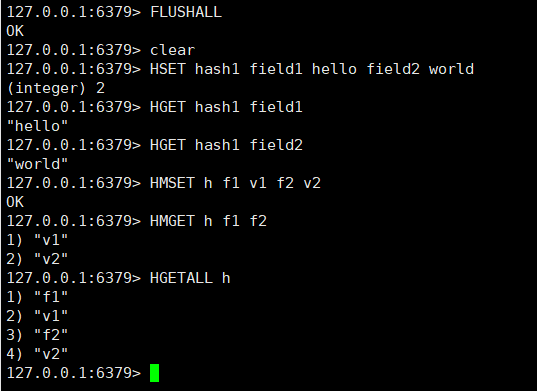 127.0.0.1:6379> FLUSHALL
OK
127.0.0.1:6379> clear
127.0.0.1:6379> HSET hash1 field1 hello field2 world
(integer) 2
127.0.0.1:6379> HGET hash1 field1
"hello"
127.0.0.1:6379> HGET hash1 field2
"world"
127.0.0.1:6379> HMSET h f1 v1 f2 v2
OK
127.0.0.1:6379> HMGET h f1 f2
1) "v1"
2) "v2"
127.0.0.1:6379> HGETALL h
1) "f1"
2) "v1"
3) "f2"
4) "v2"
127.0.0.1:6379>